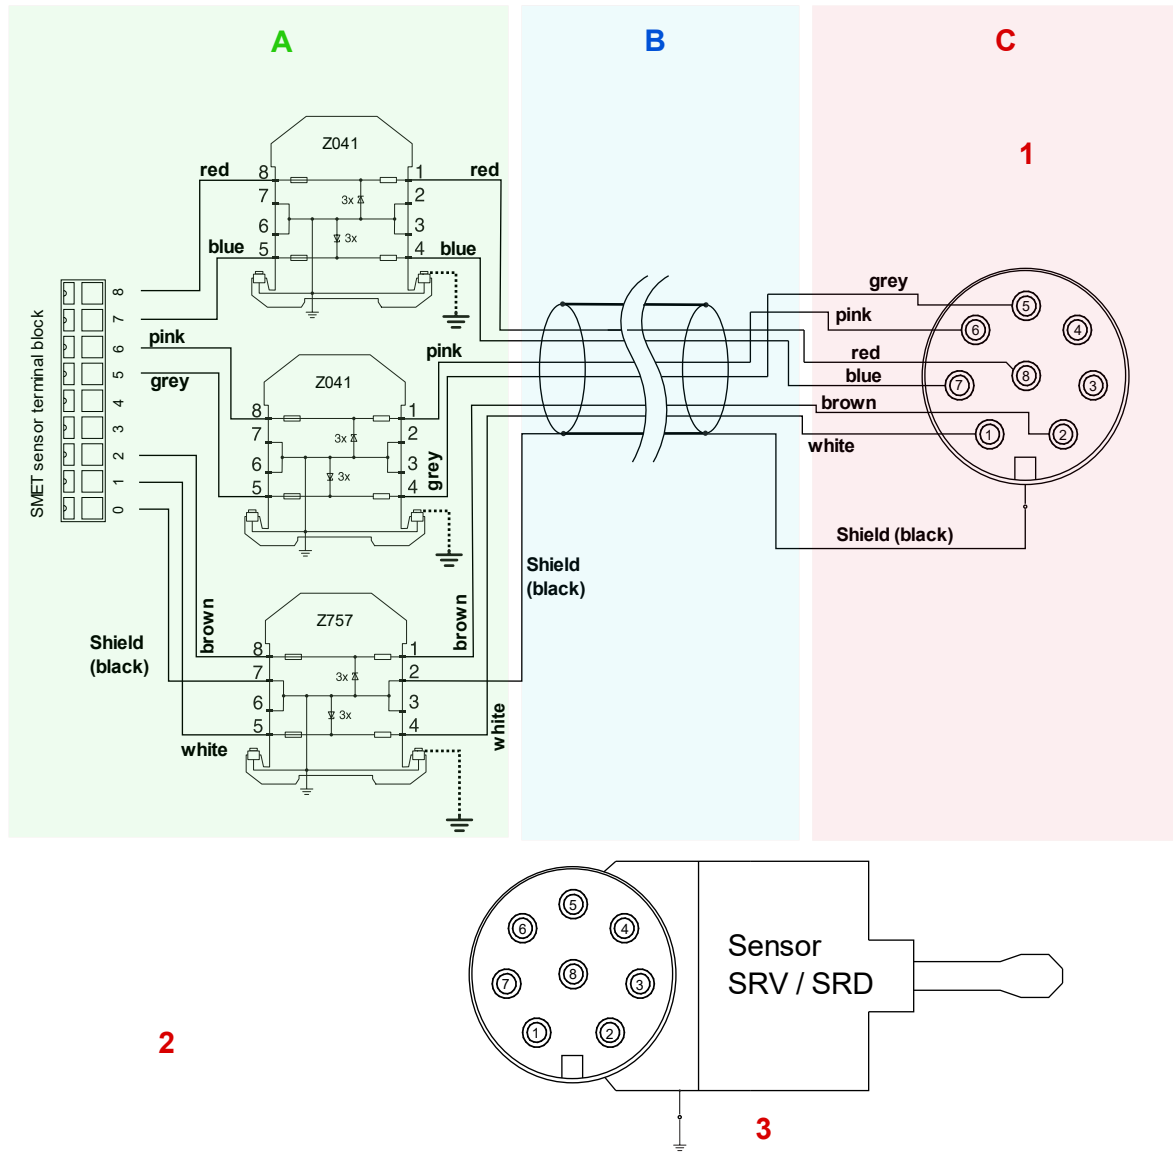 A
B
C
1
Z041
red
8
1
red
7
2
3x
6
3
3x
blue
5
4
blue
SMET sensor terminal block
8
7
6
5
4
3
2
1
0
pink
grey
Z041
pink
8
1
7
2
3x
6
3
3x
5
4
grey
grey
pink
red
blue
brown
white
5
6
4
8
7
3
1
2
Shield (black)
Shield
(black)
Z757
brown
8
1
brown
Shield
(black)
7
2
3x
6
3
3x
5
4
white
white
5
6
4
8
7
3
1
2
Sensor
SRV / SRD
2
3